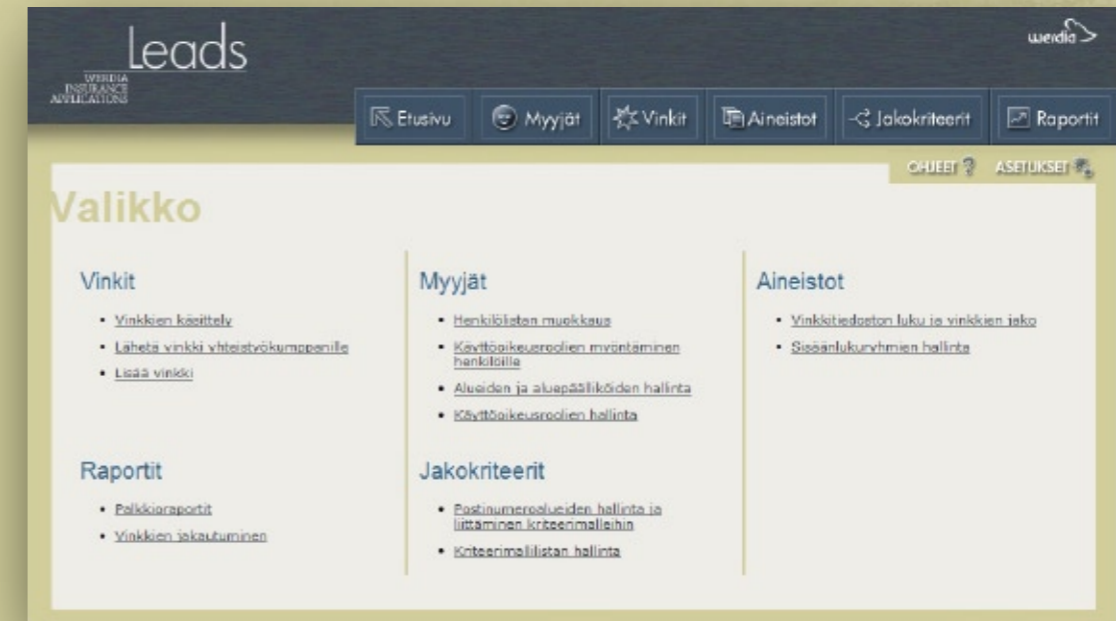 Leads
WERDIA
INSURANCE
APPLICATIONS
werdia
Etusivu
Myyjät
Vinkit
Aineistot
Jakokriteerit
Raportit
OHJEET ?
ASETUKSET
Valikko
Vinkit
• Vinkkien käsittely
• Lähetä vinkki yhteistyökumppanille
• Lisää vinkki
Myyjät
• Henkilölistan muokkaus
• Käyttöoikeusroolien myöntäminen
henkilöille
• Alueiden ja aluepäälliköiden hallinta
• Käyttöoikeusroolien hallinta
Aineistot
• Vinkkitiedoston luku ja vinkkien jako
• Sisäänlukuryhmien hallinta
Raportit
• Palkkioraportit
• Vinkkien jakautuminen
Jakokriteerit
• Postinumeroalueiden hallinta ja
liittäminen kriteerimalleihin
• Kriteerimallilistan hallinta